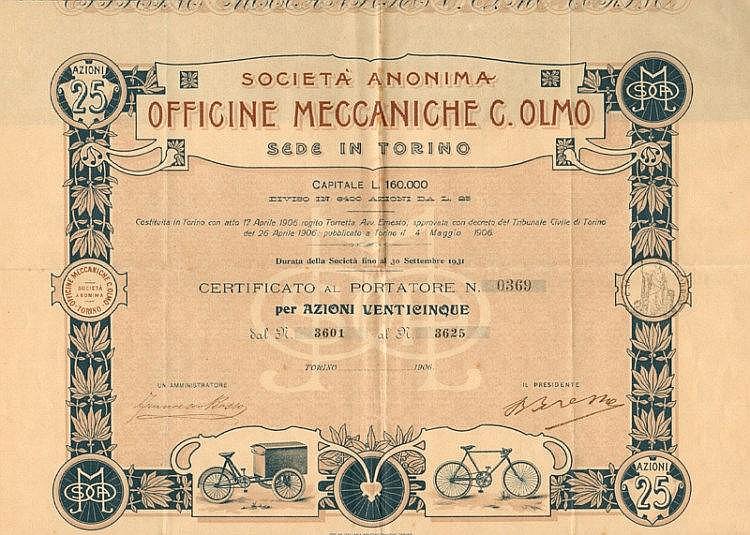 AZIONI
25
SOCIETÀ ANONIMA
OFFICINE MECCANICHE C. OLMO
SEDE IN TORINO
CAPITALE L. 160.000
DIVISO IN 6400 AZIONI DA L. 25
Costituita in Torino con atto 17 Aprile 1906 rogito Torretta Avv. Ernesto, approvata con decreto del Tribunale Civile di Torino
del 26 Aprile 1906, pubblicato a Torino il 4 Maggio 1906.
Durata della Società fino al 30 Settembre 1931
OFFICINE MECCANICHE C. OLMO
SOCIETÀ
ANONIMA
TORINO
CERTIFICATO AL PORTATORE N. 0369
per AZIONI VENTICINQUE
dal N. 3601 al N. 3625
TORINO 1906.
UN AMMINISTRATORE
IL PRESIDENTE
AZIONI
25